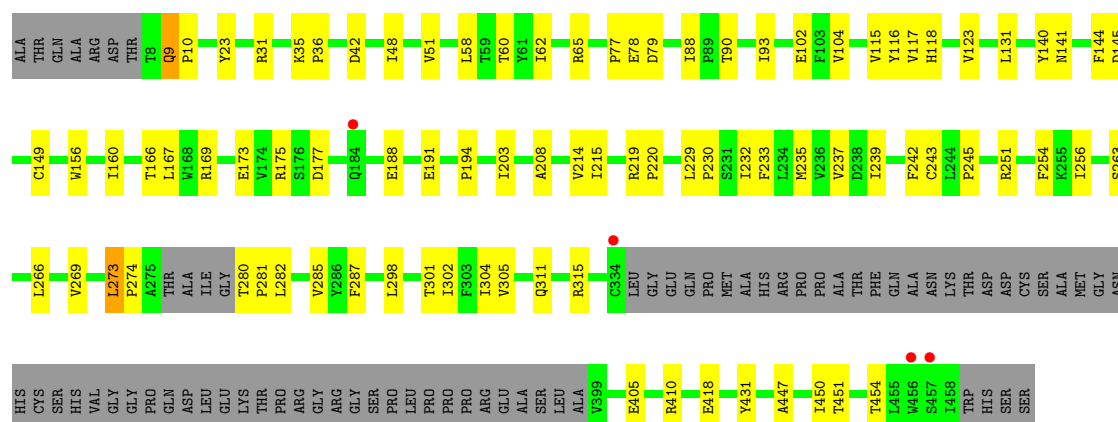 ALA THR GLN ALA ARG ASP THR T8 Q9 P10 Y23 R31 K35 P36 D42 I48 V51 L58 T59 T60 Y61 I62 R65 P77 E78 D79 I88 P89 T90 I93 E102 F103 V104 V115 Y116 V117 H118 V123 L131 Y140 N141 F144 D145
C149 W156 I160 T166 L167 W168 R169 E173 V174 R175 S176 D177 Q184 E188 E191 P194 I203 A208 V214 I215 R219 P220 L229 P230 S231 I232 F233 L234 M235 V236 V237 D238 I239 F242 C243 L244 P245 R251 F254 K255 I256 S263
L266 V269 L273 P274 A275 THR ALA ILE GLY T280 P281 L282 V285 Y286 F287 L298 T301 I302 F303 I304 V305 Q311 R315 C334 LEU GLY GLU GLN PRO MET ALA HIS ARG PRO PRO ALA THR PHE GLN ALA ASN LYS THR ASP ASP CYS SER ALA MET GLY ASN
HIS CYS SER HIS VAL GLY GLY PRO GLN ASP LEU GLU LYS THR PRO ARG GLY ARG GLY SER PRO LEU PRO PRO PRO ARG GLU ALA SER LEU ALA V399 E405 R410 E418 Y431 A447 I450 T451 T454 L455 W456 S457 I458 TRP HIS SER SER